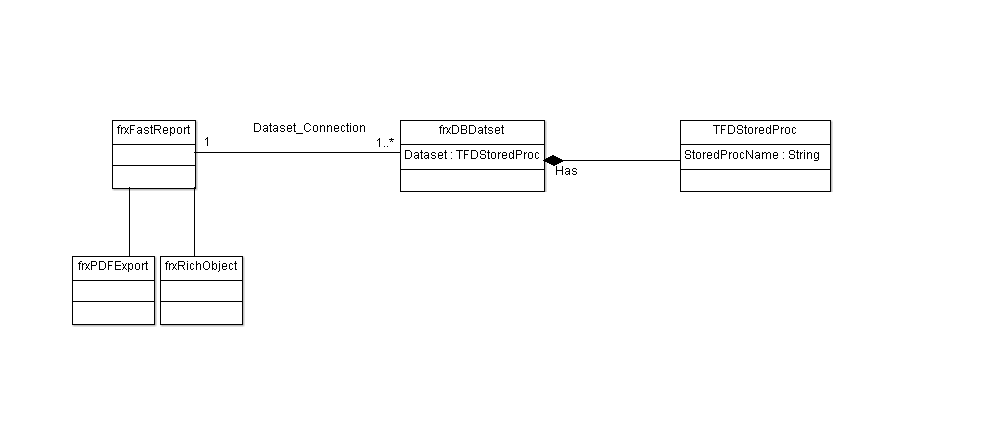 frxFastReport
1
Dataset_Connection
1..*
frxDBDatset
Dataset : TFDStoredProc
Has
TFDStoredProc
StoredProcName : String
frxPDFExport
frxRichObject